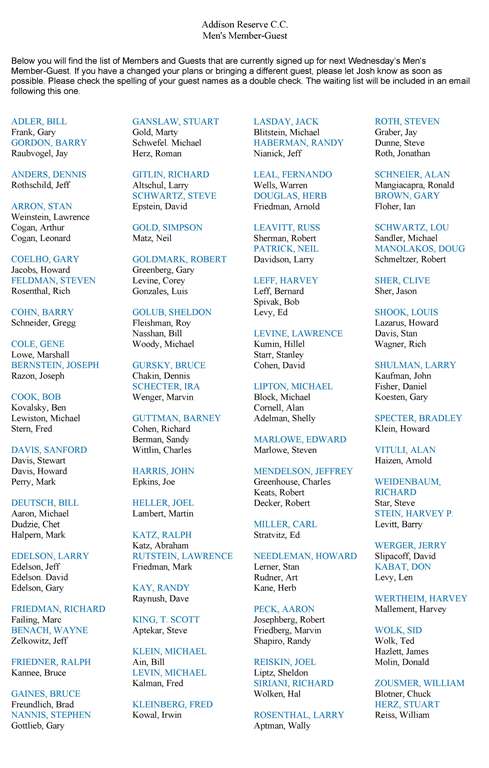 Addison Reserve C.C.
Men's Member-Guest
Below you will find the list of Members and Guests that are currently signed up for next Wednesday's Men's
Member-Guest. If you have a changed your plans or bringing a different guest, please let Josh know as soon as
possible. Please check the spelling of your guest names as a double check. The waiting list will be included in an email
following this one.
ADLER, BILL
Frank, Gary
GORDON, BARRY
Raubvogel, Jay
ANDERS, DENNIS
Rothschild, Jeff
ARRON, STAN
Weinstein, Lawrence
Cogan, Arthur
Cogan, Leonard
COELHO, GARY
Jacobs, Howard
FELDMAN, STEVEN
Rosenthal, Rich
COHN, BARRY
Schneider, Gregg
COLE, GENE
Lowe, Marshall
BERNSTEIN, JOSEPH
Razon, Joseph
COOK, BOB
Kovalsky, Ben
Lewiston, Michael
Stern, Fred
DAVIS, SANFORD
Davis, Stewart
Davis, Howard
Perry, Mark
DEUTSCH, BILL
Aaron, Michael
Dudzie, Chet
Halpern, Mark
EDELSON, LARRY
Edelson, Jeff
Edelson. David
Edelson, Gary
FRIEDMAN, RICHARD
Failing, Marc
BENACH, WAYNE
Zelkowitz, Jeff
FRIEDNER, RALPH
Kannee, Bruce
GAINES, BRUCE
Freundlich, Brad
NANNIS, STEPHEN
Gottlieb, Gary
GANSLAW, STUART
Gold, Marty
Schwefel. Michael
Herz, Roman
GITLIN, RICHARD
Altschul, Larry
SCHWARTZ, STEVE
Epstein, David
GOLD, SIMPSON
Matz, Neil
GOLDMARK, ROBERT
Greenberg, Gary
Levine, Corey
Gonzales, Luis
GOLUB, SHELDON
Fleishman, Roy
Nasshan, Bill
Woody, Michael
GURSKY, BRUCE
Chakin, Dennis
SCHECTER, IRA
Wenger, Marvin
GUTTMAN, BARNEY
Cohen, Richard
Berman, Sandy
Wittlin, Charles
HARRIS, JOHN
Epkins, Joe
HELLER, JOEL
Lambert, Martin
KATZ, RALPH
Katz, Abraham
RUTSTEIN, LAWRENCE
Friedman, Mark
KAY, RANDY
Raynush, Dave
KING, T. SCOTT
Aptekar, Steve
KLEIN, MICHAEL
Ain, Bill
LEVIN, MICHAEL
Kalman, Fred
KLEINBERG, FRED
Kowal, Irwin
LASDAY, JACK
Blitstein, Michael
HABERMAN, RANDY
Nianick, Jeff
LEAL, FERNANDO
Wells, Warren
DOUGLAS, HERB
Friedman, Arnold
LEAVITT, RUSS
Sherman, Robert
PATRICK, NEIL
Davidson, Larry
LEFF, HARVEY
Leff, Bernard
Spivak, Bob
Levy, Ed
LEVINE, LAWRENCE
Kumin, Hillel
Starr, Stanley
Cohen, David
LIPTON, MICHAEL
Block, Michael
Cornell, Alan
Adelman, Shelly
MARLOWE, EDWARD
Marlowe, Steven
MENDELSON, JEFFREY
Greenhouse, Charles
Keats, Robert
Decker, Robert
MILLER, CARL
Stratvitz, Ed
NEEDLEMAN, HOWARD
Lerner, Stan
Rudner, Art
Kane, Herb
PECK, AARON
Josephberg, Robert
Friedberg, Marvin
Shapiro, Randy
REISKIN, JOEL
Liptz, Sheldon
SIRIANI, RICHARD
Wolken, Hal
ROSENTHAL, LARRY
Aptman, Wally
ROTH, STEVEN
Graber, Jay
Dunne, Steve
Roth, Jonathan
SCHNEIER, ALAN
Mangiacapra, Ronald
BROWN, GARY
Floher, Ian
SCHWARTZ, LOU
Sandler, Michael
MANOLAKOS, DOUG
Schmeltzer, Robert
SHER, CLIVE
Sher, Jason
SHOOK, LOUIS
Lazarus, Howard
Davis, Stan
Wagner, Rich
SHULMAN, LARRY
Kaufman, John
Fisher, Daniel
Koesten, Gary
SPECTER, BRADLEY
Klein, Howard
VITULI, ALAN
Haizen, Arnold
WEIDENBAUM,
RICHARD
Star, Steve
STEIN, HARVEY P.
Levitt, Barry
WERGER, JERRY
Slipacoff, David
KABAT, DON
Levy, Len
WERTHEIM, HARVEY
Mallement, Harvey
WOLK, SID
Wolk, Ted
Hazlett, James
Molin, Donald
ZOUSMER, WILLIAM
Blotner, Chuck
HERZ, STUART
Reiss, William